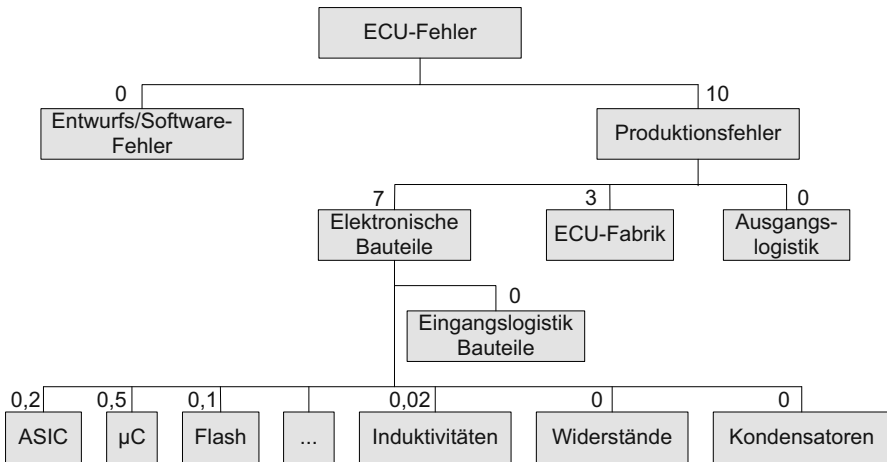 ECU-Fehler
0
10
Entwurfs/Software-
Fehler
Produktionsfehler
7
3
0
Elektronische
Bauteile
ECU-Fabrik
Ausgangs-
logistik
0
Eingangslogistik
Bauteile
0,2
0,5
0,1
0,02
0
0
ASIC
µC
Flash
...
Induktivitäten
Widerstände
Kondensatoren